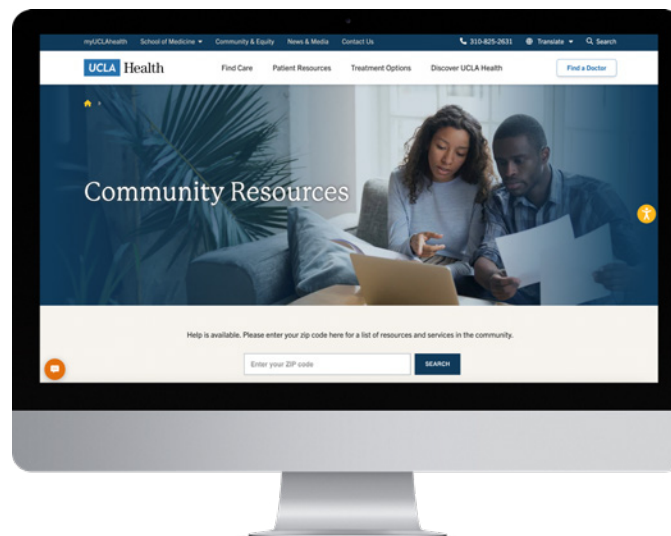 myUCLAhealth School of Medicine Community & Equity News & Media Contact Us 310-825-2631 Translate Search
UCLA Health Find Care Patient Resources Treatment Options Discover UCLA Health Find a Doctor
Community Resources
Help is available. Please enter your zip code here for a list of resources and services in the community.
Enter your ZIP code SEARCH